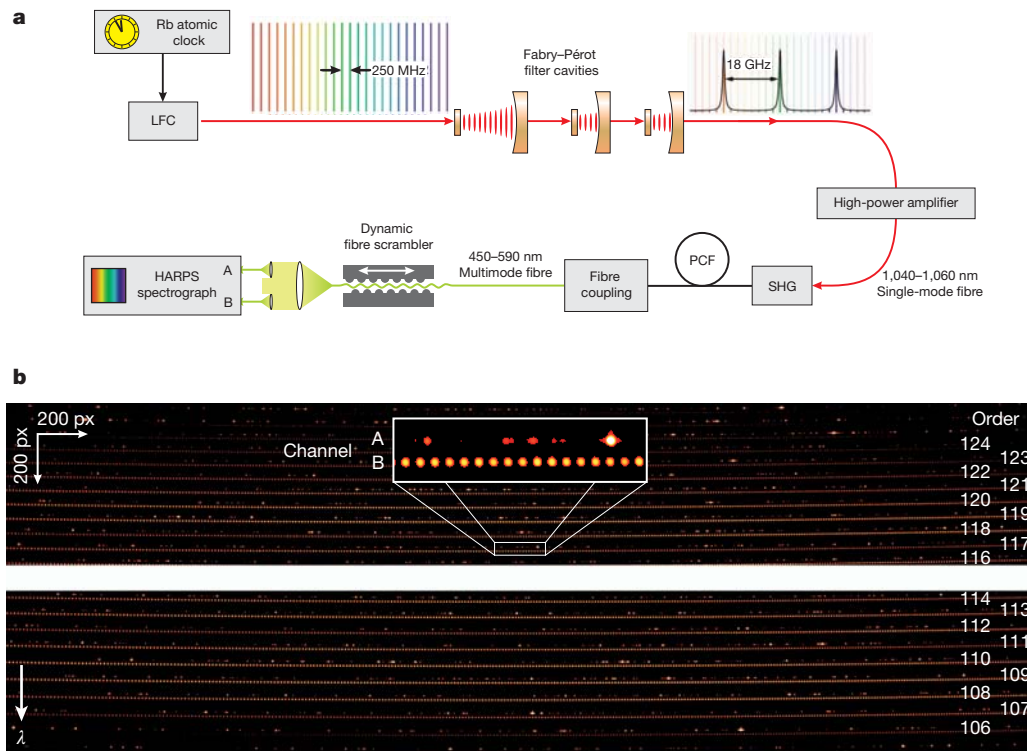 a
Rb atomic
clock
LFC
250 MHz
Fabry–Pérot
filter cavities
18 GHz
High-power amplifier
1,040–1,060 nm
Single-mode fibre
SHG
PCF
Fibre
coupling
450–590 nm
Multimode fibre
Dynamic
fibre scrambler
HARPS
spectrograph
A
B
b
200 px
200 px
Channel
A
B
Order
124
123
122
121
120
119
118
117
116
114
113
112
111
110
109
108
107
106
λ